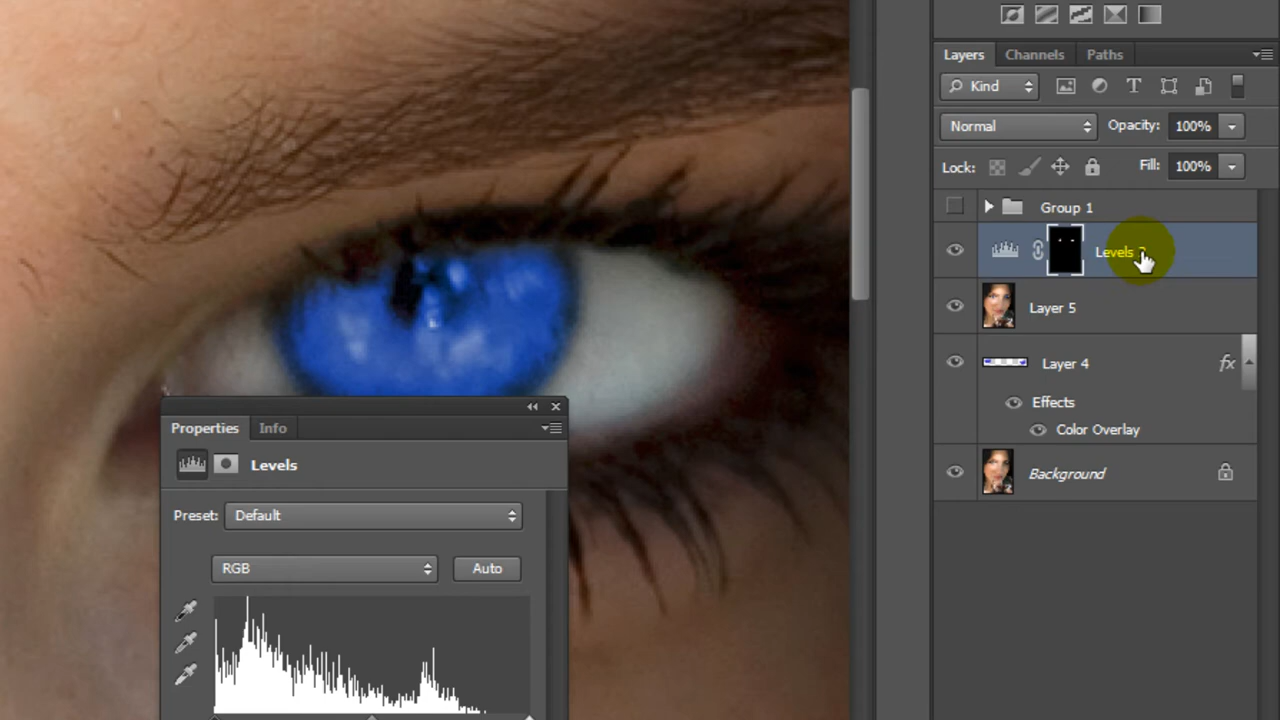 Layers Channels Paths
Kind
Normal Opacity: 100%
Lock: Fill: 100%
Group 1
Levels
Layer 5
Layer 4 fx
Effects
Color Overlay
Background
Properties Info
Levels
Preset: Default
RGB Auto